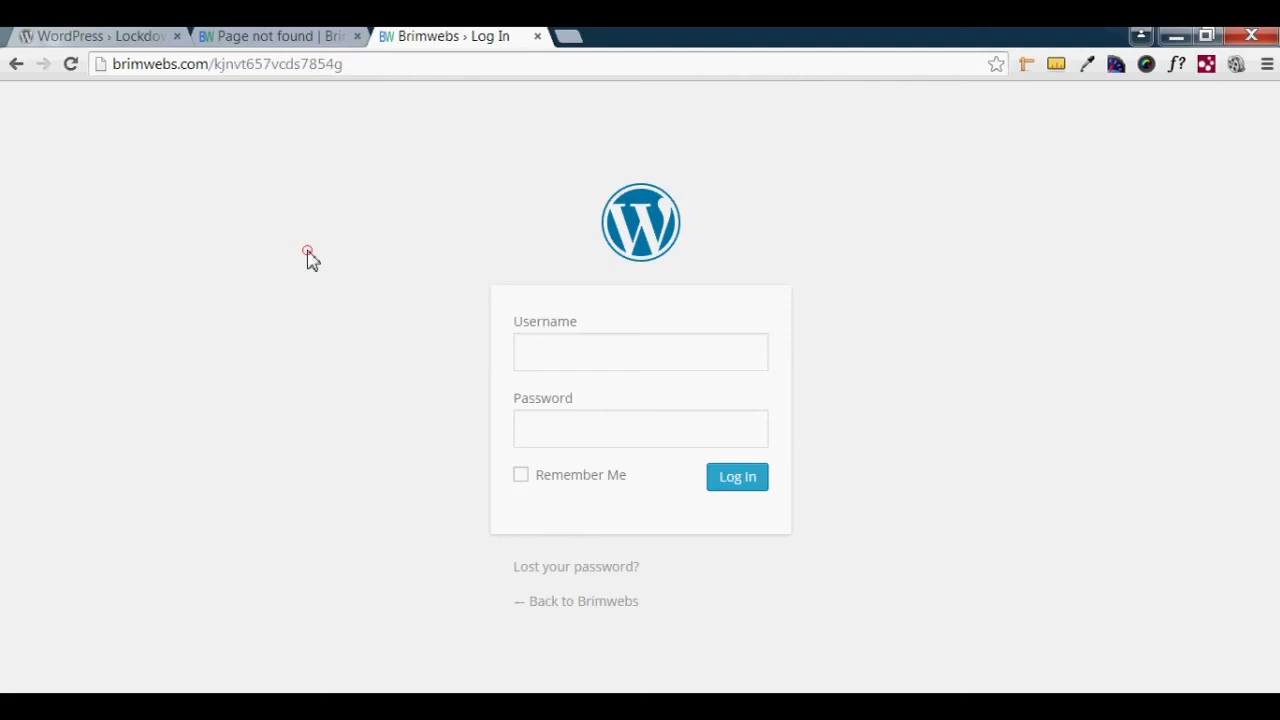 WordPress › Lockdov
Page not found | Bri
Brimwebs › Log In
brimwebs.com/kjnvt657vcds7854g
Username
Password
Remember Me
Log In
Lost your password?
← Back to Brimwebs